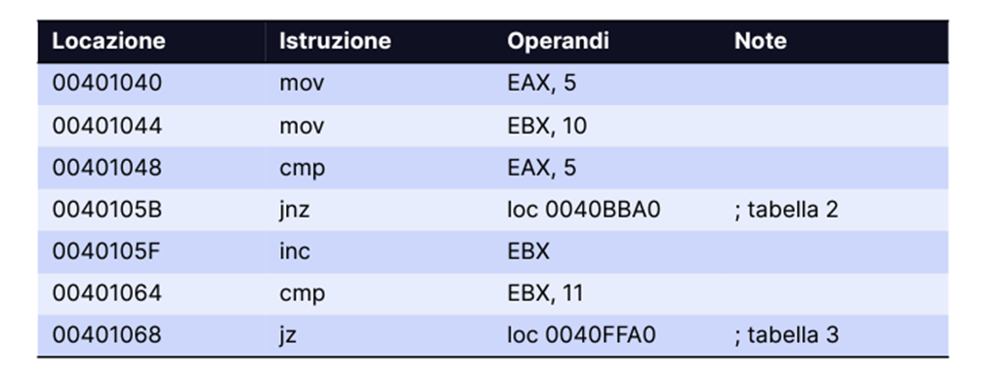 Locazione Istruzione Operandi Note
00401040 mov EAX, 5
00401044 mov EBX, 10
00401048 cmp EAX, 5
0040105B jnz loc 0040BBA0 ; tabella 2
0040105F inc EBX
00401064 cmp EBX, 11
00401068 jz loc 0040FFA0 ; tabella 3